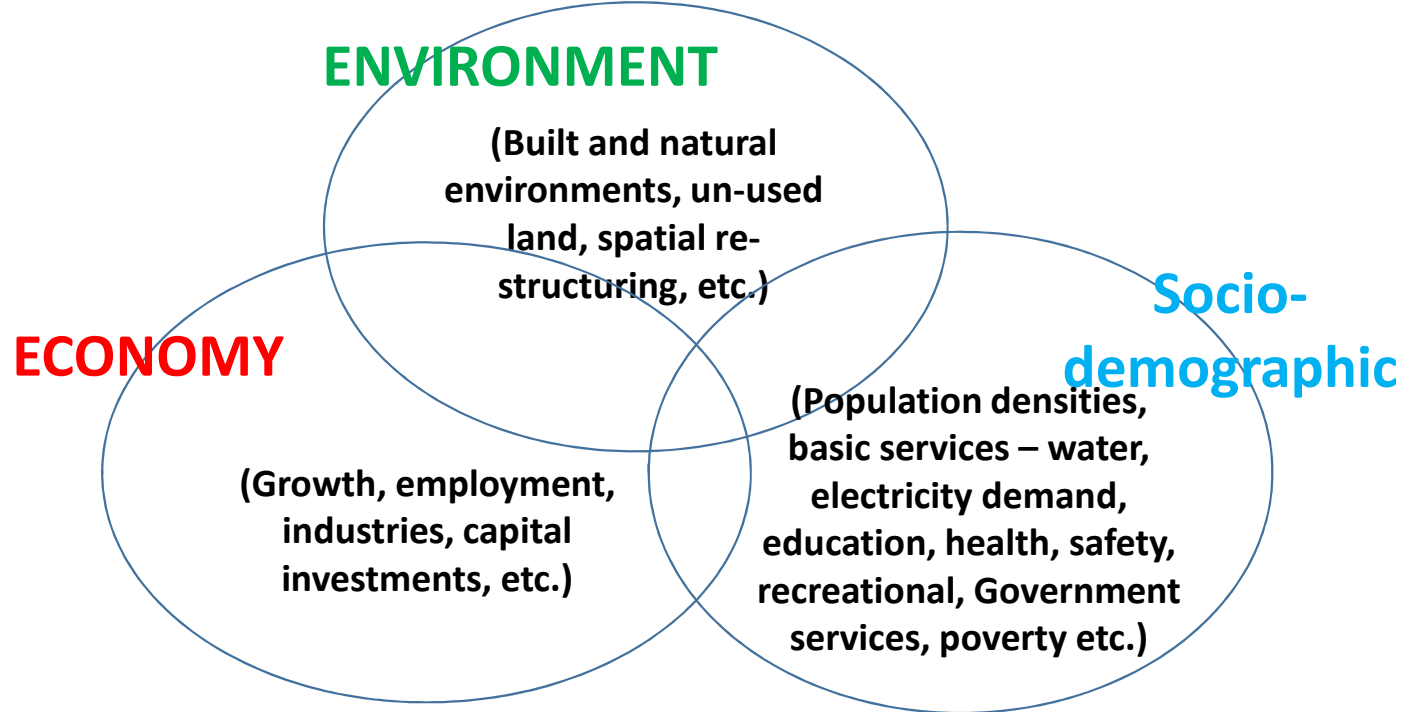 ENVIRONMENT
(Built and natural
environments, un-used
land, spatial re-
structuring, etc.)
ECONOMY
(Growth, employment,
industries, capital
investments, etc.)
Socio-
demographic
(Population densities,
basic services – water,
electricity demand,
education, health, safety,
recreational, Government
services, poverty etc.)